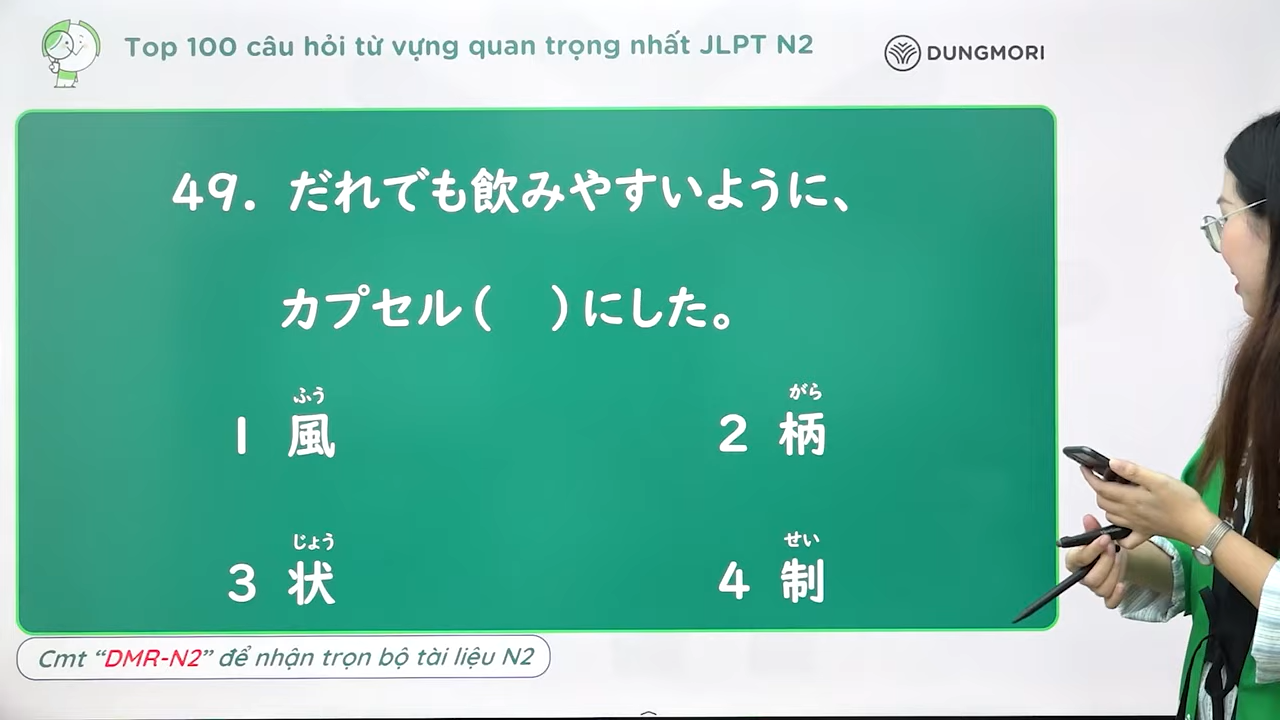 Top 100 câu hỏi từ vựng quan trọng nhất JLPT N2
DUNGMORI
49. だれでも飲みやすいように、
カプセル(　)にした。
ふう
1 風
がら
2 柄
じょう
3 状
せい
4 制
Cmt “DMR-N2” để nhận trọn bộ tài liệu N2